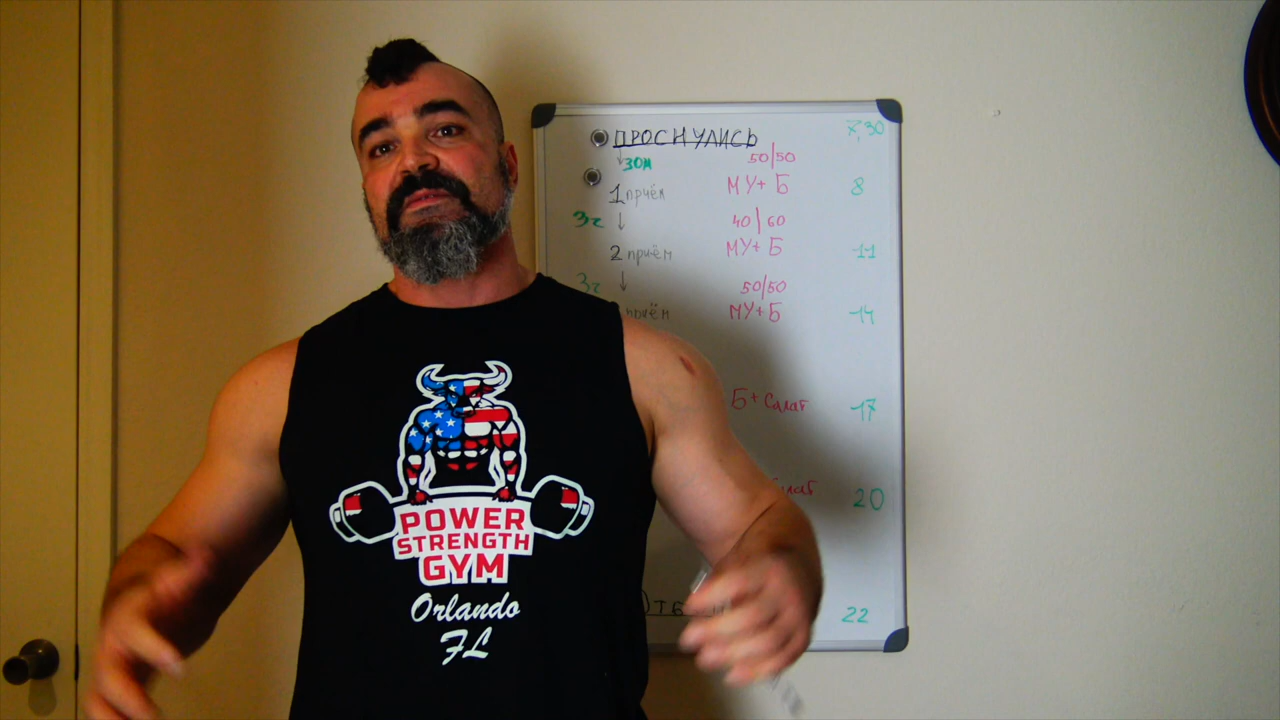 ПРОСНУЛИСЬ 7,30
30м
50/50
1 приём МУ+Б 8
3ч 40/60
2 приём МУ+Б 11
3ч 50/50
приём МУ+Б 14
Б+салат 17
20
22
POWER
STRENGTH
GYM
Orlando
FL